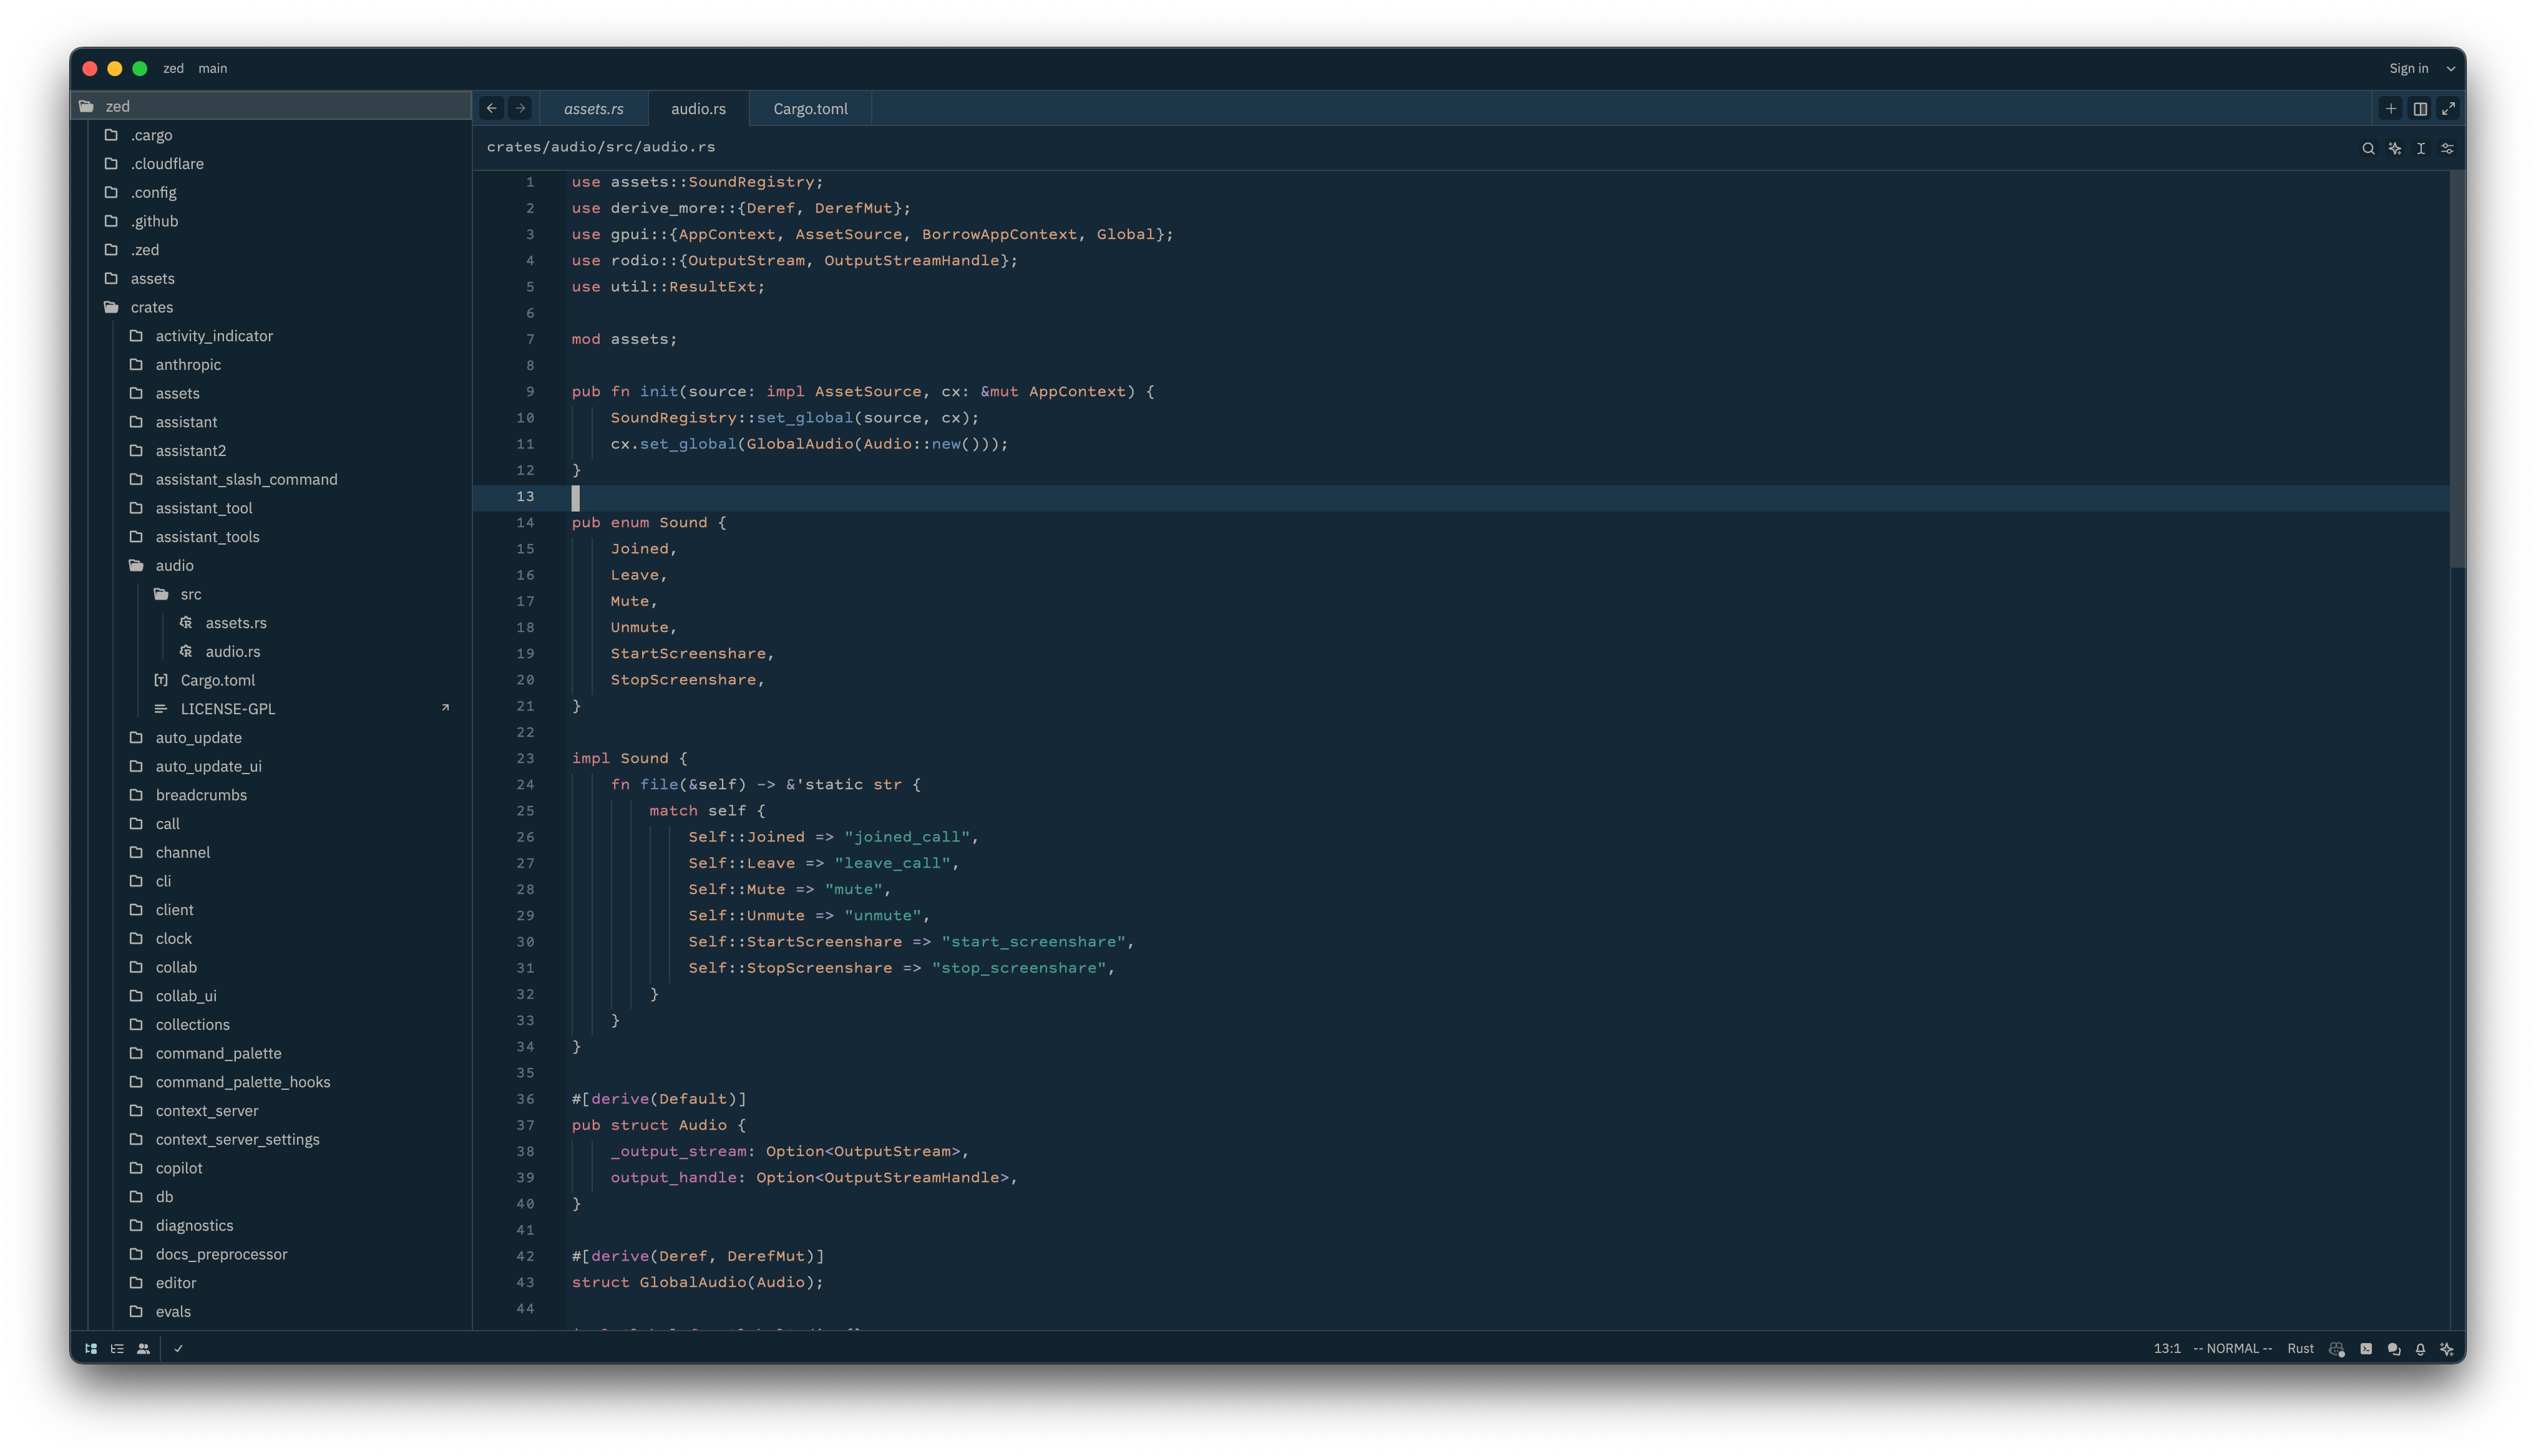 zed main
Sign in
zed
.cargo
.cloudflare
.config
.github
.zed
assets
crates
activity_indicator
anthropic
assets
assistant
assistant2
assistant_slash_command
assistant_tool
assistant_tools
audio
src
assets.rs
audio.rs
Cargo.toml
LICENSE-GPL
auto_update
auto_update_ui
breadcrumbs
call
channel
cli
client
clock
collab
collab_ui
collections
command_palette
command_palette_hooks
context_server
context_server_settings
copilot
db
diagnostics
docs_preprocessor
editor
evals
assets.rs audio.rs Cargo.toml
crates/audio/src/audio.rs
1 use assets::SoundRegistry;
2 use derive_more::{Deref, DerefMut};
3 use gpui::{AppContext, AssetSource, BorrowAppContext, Global};
4 use rodio::{OutputStream, OutputStreamHandle};
5 use util::ResultExt;
6
7 mod assets;
8
9 pub fn init(source: impl AssetSource, cx: &mut AppContext) {
10 SoundRegistry::set_global(source, cx);
11 cx.set_global(GlobalAudio(Audio::new()));
12 }
13
14 pub enum Sound {
15 Joined,
16 Leave,
17 Mute,
18 Unmute,
19 StartScreenshare,
20 StopScreenshare,
21 }
22
23 impl Sound {
24 fn file(&self) -> &'static str {
25 match self {
26 Self::Joined => "joined_call",
27 Self::Leave => "leave_call",
28 Self::Mute => "mute",
29 Self::Unmute => "unmute",
30 Self::StartScreenshare => "start_screenshare",
31 Self::StopScreenshare => "stop_screenshare",
32 }
33 }
34 }
35
36 #[derive(Default)]
37 pub struct Audio {
38 _output_stream: Option<OutputStream>,
39 output_handle: Option<OutputStreamHandle>,
40 }
41
42 #[derive(Deref, DerefMut)]
43 struct GlobalAudio(Audio);
44
13:1 -- NORMAL -- Rust